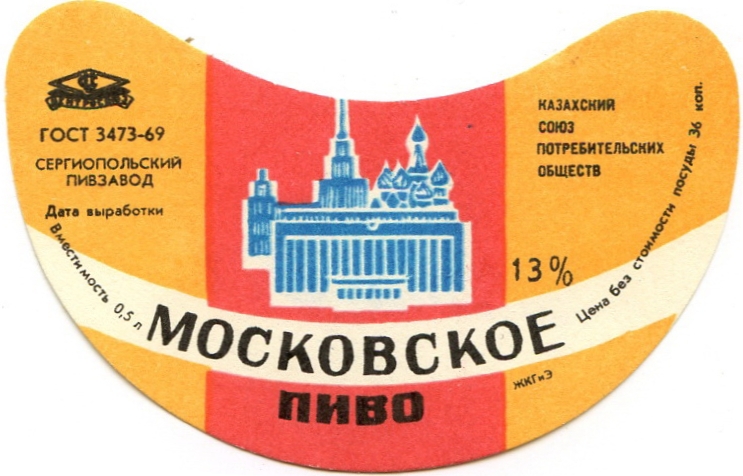 ГОСТ 3473-69
СЕРГИОПОЛЬСКИЙ
ПИВЗАВОД
Дата выработки
Вместимость 0,5 л
КАЗАХСКИЙ
СОЮЗ
ПОТРЕБИТЕЛЬСКИХ
ОБЩЕСТВ
13%
Цена без стоимости посуды 36 коп.
МОСКОВСКОЕ
ПИВО
ЖКГиЭ